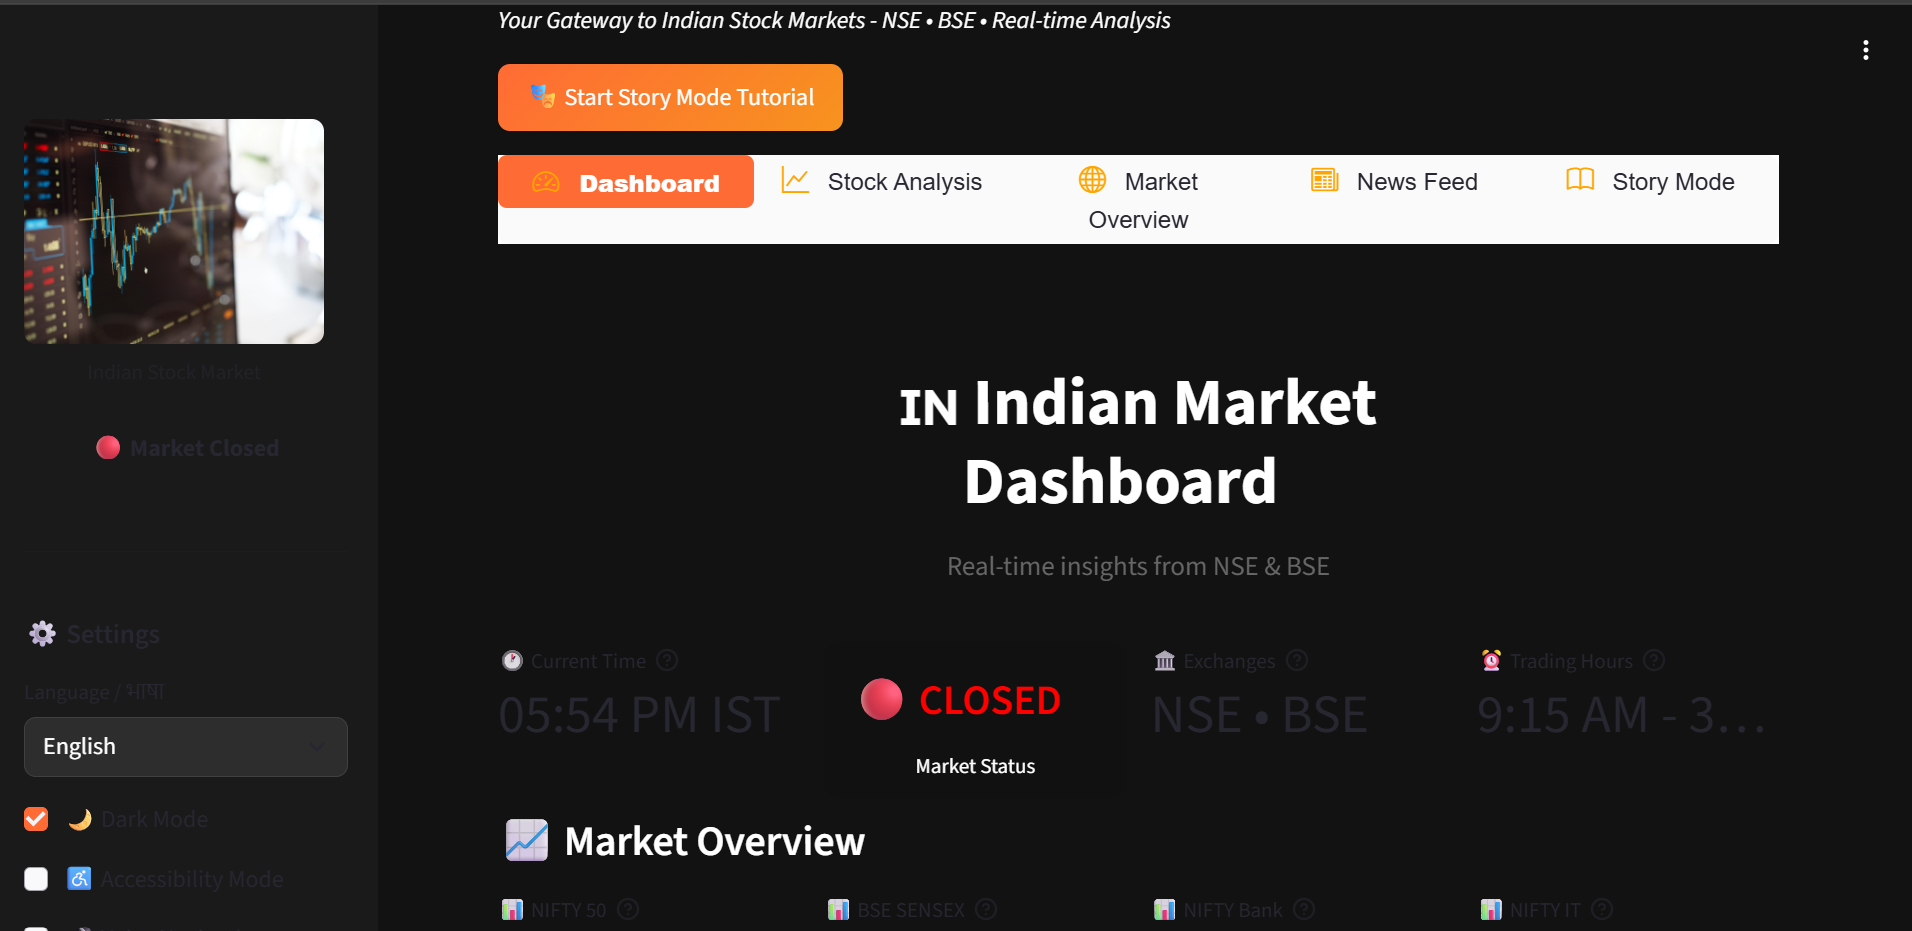 Your Gateway to Indian Stock Markets - NSE • BSE • Real-time Analysis
Start Story Mode Tutorial
Dashboard
Stock Analysis
Market
Overview
News Feed
Story Mode
Indian Stock Market
Market Closed
IN Indian Market
Dashboard
Real-time insights from NSE & BSE
Settings
Language / भाषा
English
Dark Mode
Accessibility Mode
Current Time
05:54 PM IST
CLOSED
Market Status
Exchanges
NSE • BSE
Trading Hours
9:15 AM - 3…
Market Overview
NIFTY 50
BSE SENSEX
NIFTY Bank
NIFTY IT